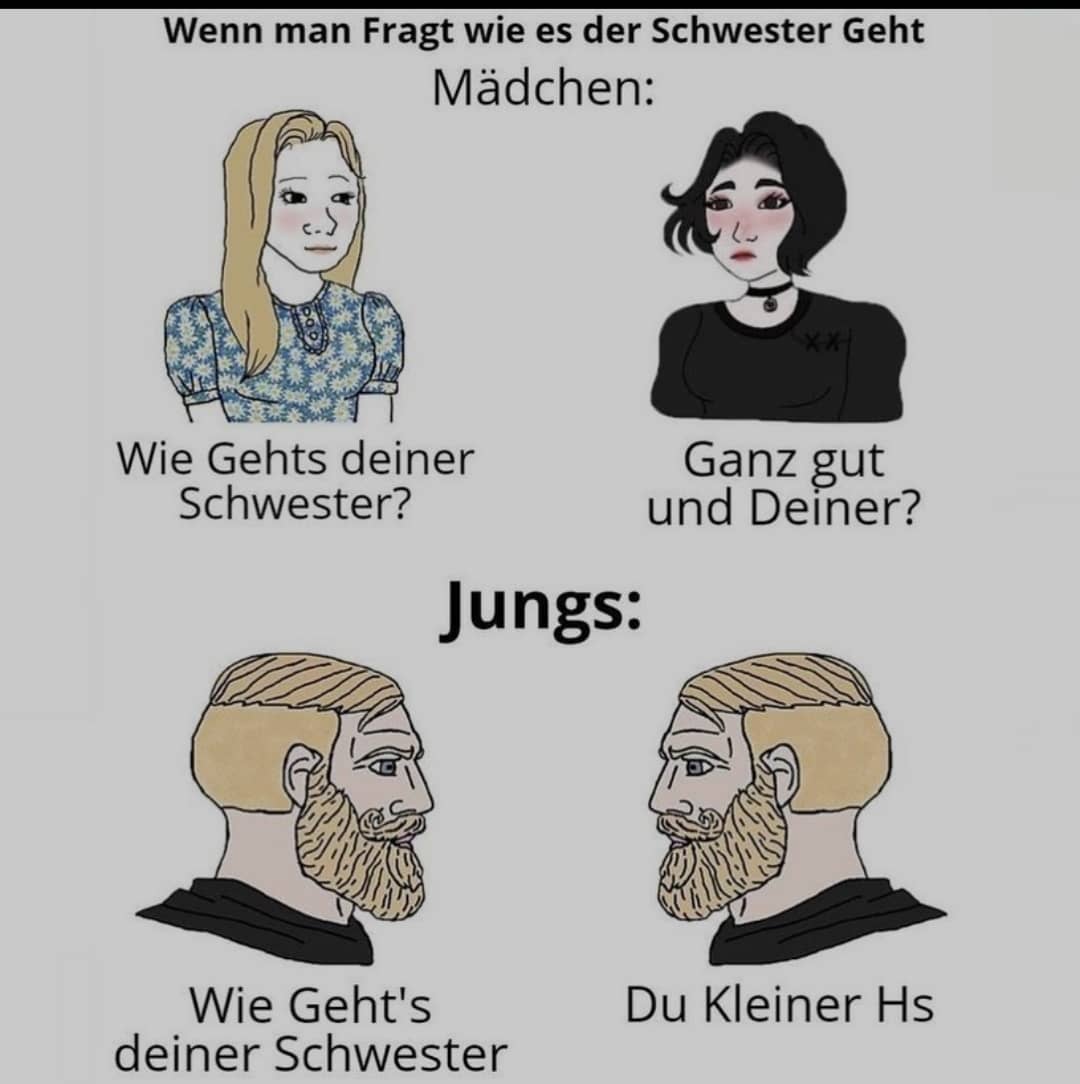 Wenn man Fragt wie es der Schwester Geht
Mädchen:
Wie Gehts deiner
Schwester?
Ganz gut
und Deiner?
Jungs:
Wie Geht's
deiner Schwester
Du Kleiner Hs